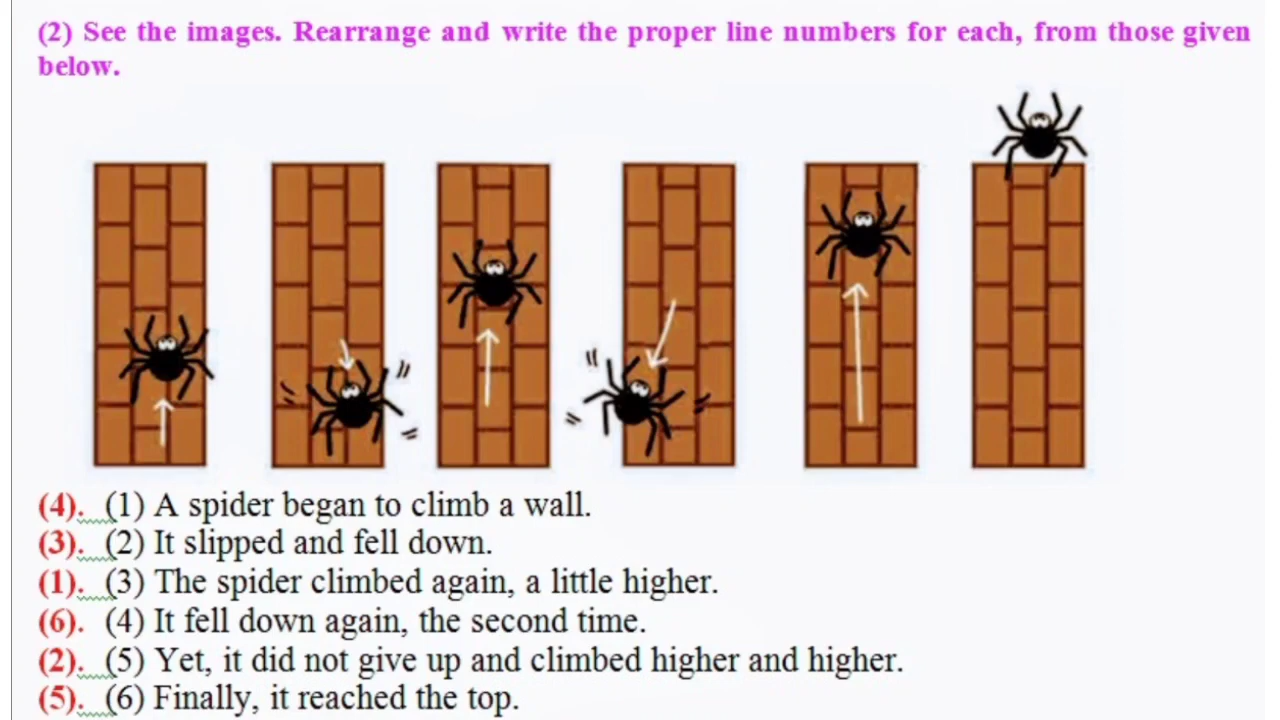 (2) See the images. Rearrange and write the proper line numbers for each, from those given
below.
(4). (1) A spider began to climb a wall.
(3). (2) It slipped and fell down.
(1). (3) The spider climbed again, a little higher.
(6). (4) It fell down again, the second time.
(2). (5) Yet, it did not give up and climbed higher and higher.
(5). (6) Finally, it reached the top.